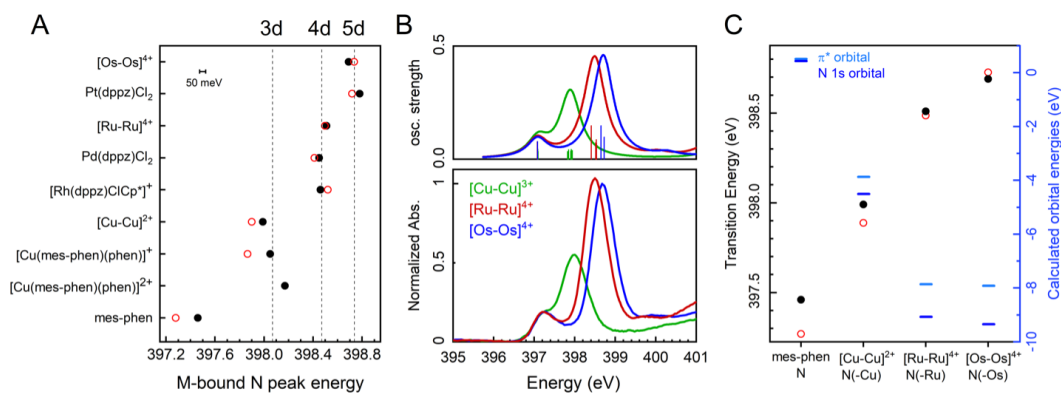 A
3d 4d 5d
[Os-Os]4+
Pt(dppz)Cl2
[Ru-Ru]4+
Pd(dppz)Cl2
[Rh(dppz)ClCp*]+
[Cu-Cu]2+
[Cu(mes-phen)(phen)]+
[Cu(mes-phen)(phen)]2+
mes-phen
50 meV
397.2 397.6 398.0 398.4 398.8
M-bound N peak energy
B
osc. strength
0.5
0.0
Normalized Abs.
1
0.5
0
[Cu-Cu]3+
[Ru-Ru]4+
[Os-Os]4+
395 396 397 398 399 400 401
Energy (eV)
C
Transition Energy (eV)
398.5
398.0
397.5
π* orbital
N 1s orbital
0
-2
-4
-6
-8
-10
Calculated orbital energies (eV)
mes-phen [Cu-Cu]2+ [Ru-Ru]4+ [Os-Os]4+
N N(-Cu) N(-Ru) N(-Os)